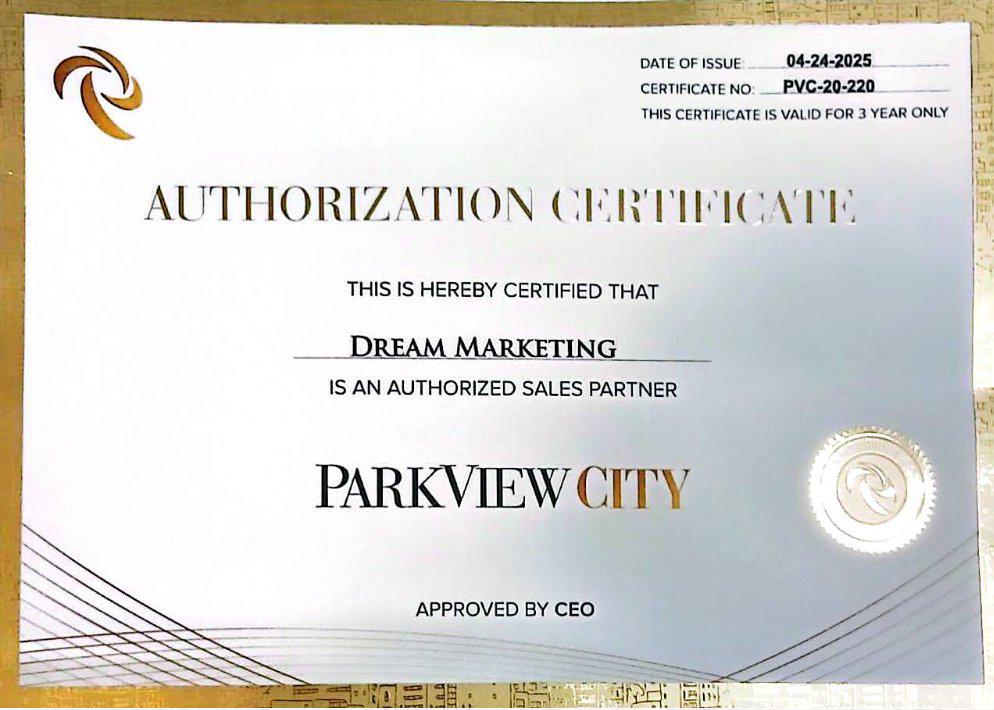 DATE OF ISSUE: 04-24-2025
CERTIFICATE NO: PVC-20-220
THIS CERTIFICATE IS VALID FOR 3 YEAR ONLY
AUTHORIZATION CERTIFICATE
THIS IS HEREBY CERTIFIED THAT
DREAM MARKETING
IS AN AUTHORIZED SALES PARTNER
PARKVIEW CITY
APPROVED BY CEO